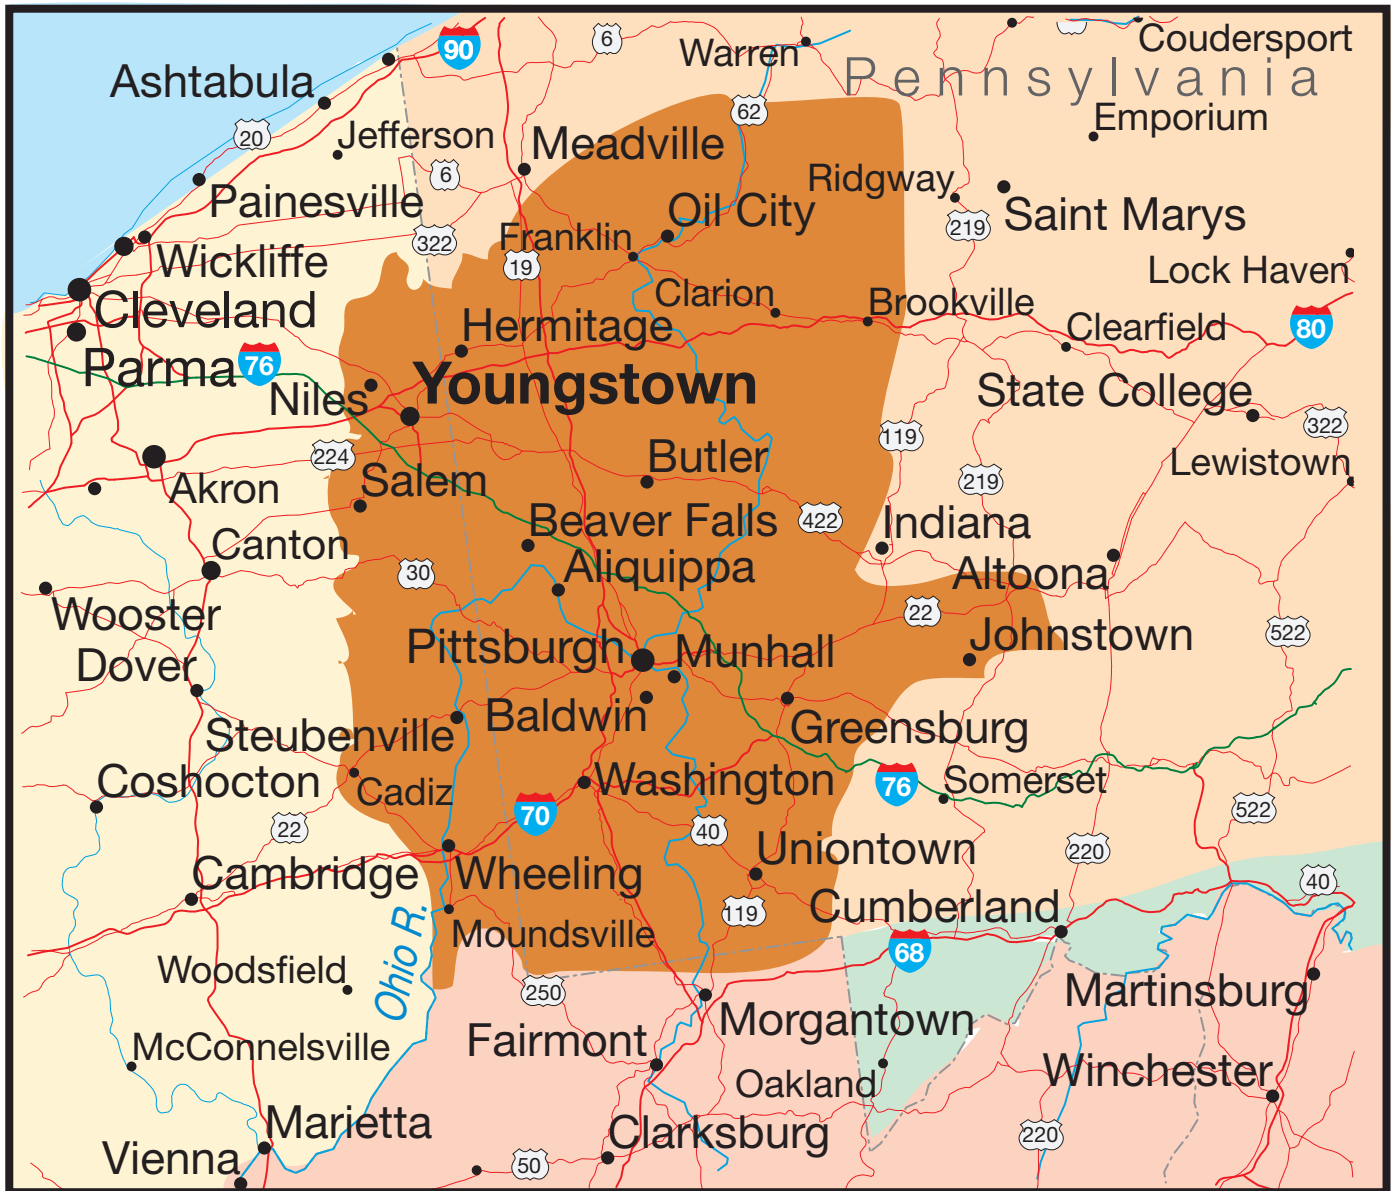 90
6
Warren
Coudersport
Pennsylvania
Ashtabula
62
20
Jefferson
Meadville
Emporium
6
Ridgway
Painesville
Oil City
Saint Marys
322
Franklin
219
Wickliffe
19
Lock Haven
Clarion
Brookville
Cleveland
Hermitage
Clearfield
80
Parma
76
Youngstown
State College
Niles
322
119
224
Butler
Lewistown
Akron
Salem
219
Beaver Falls
422
Indiana
Canton
30
Aliquippa
Altoona
Wooster
22
522
Johnstown
Dover
Pittsburgh
Munhall
Steubenville
Baldwin
Greensburg
Coshocton
Cadiz
Washington
76
Somerset
70
522
22
40
Uniontown
220
Cambridge
Wheeling
40
119
Cumberland
Moundsville
68
Ohio R.
Woodsfield
250
Martinsburg
Morgantown
Fairmont
McConnelsville
Oakland
Winchester
Marietta
Clarksburg
220
Vienna
50